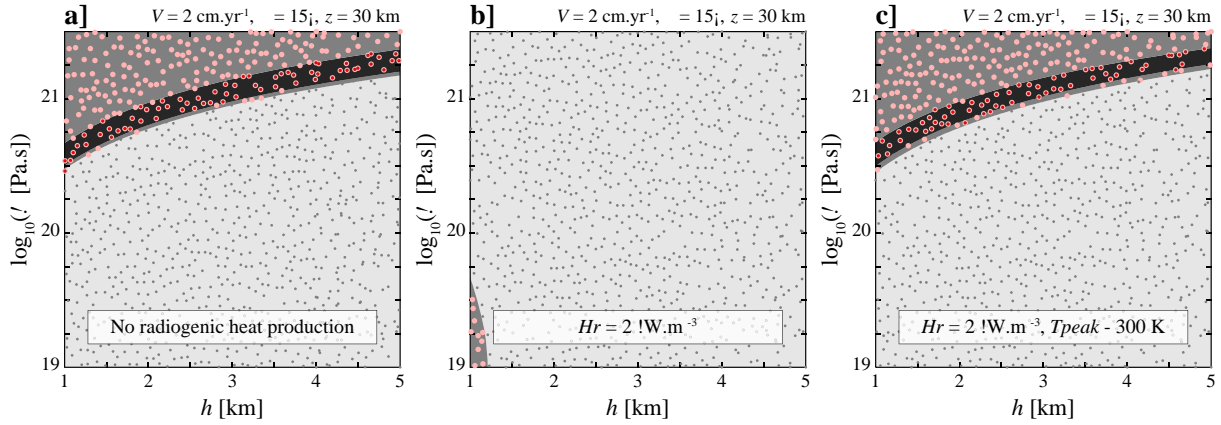 a]
V = 2 cm.yr⁻¹, = 15¡, z = 30 km
log₁₀(! [Pa.s])
21
20
19
No radiogenic heat production
1 2 3 4 5
h [km]
b]
V = 2 cm.yr⁻¹, = 15¡, z = 30 km
log₁₀(! [Pa.s])
21
20
19
Hr = 2 !W.m⁻³
1 2 3 4 5
h [km]
c]
V = 2 cm.yr⁻¹, = 15¡, z = 30 km
log₁₀(! [Pa.s])
21
20
19
Hr = 2 !W.m⁻³, Tpeak - 300 K
1 2 3 4 5
h [km]